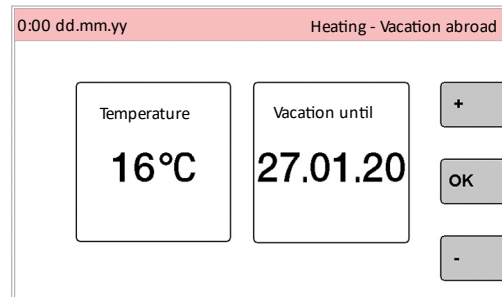 0:00 dd.mm.yy Heating - Vacation abroad
Temperature Vacation until +
16°C 27.01.20
OK
-